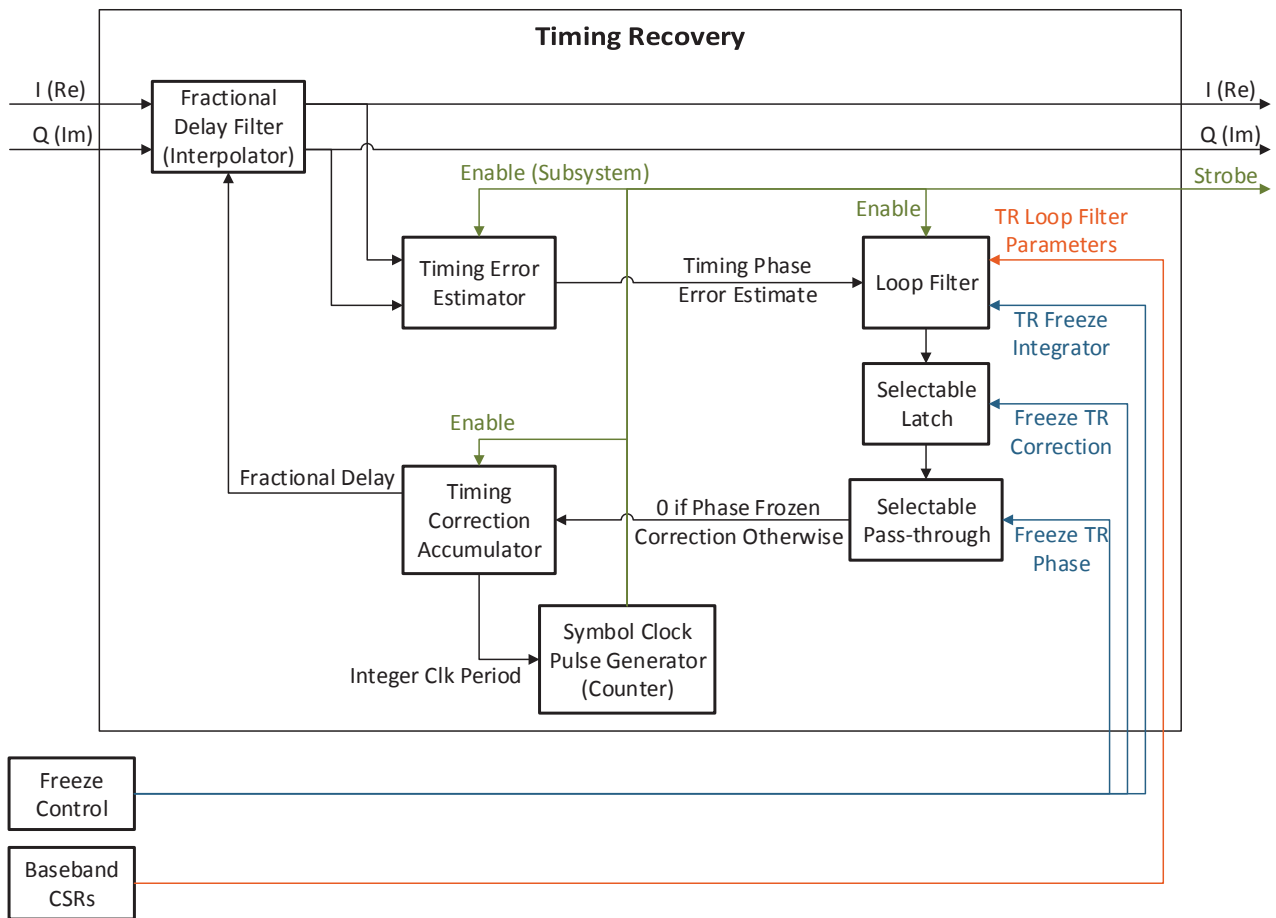 Timing Recovery
I (Re)
Q (Im)
Fractional
Delay Filter
(Interpolator)
I (Re)
Q (Im)
Strobe
Enable (Subsystem)
Enable
TR Loop Filter
Parameters
Timing Error
Estimator
Timing Phase
Error Estimate
Loop Filter
TR Freeze
Integrator
Selectable
Latch
Freeze TR
Correction
Enable
Fractional Delay
Timing
Correction
Accumulator
0 if Phase Frozen
Correction Otherwise
Selectable
Pass-through
Freeze TR
Phase
Integer Clk Period
Symbol Clock
Pulse Generator
(Counter)
Freeze
Control
Baseband
CSRs